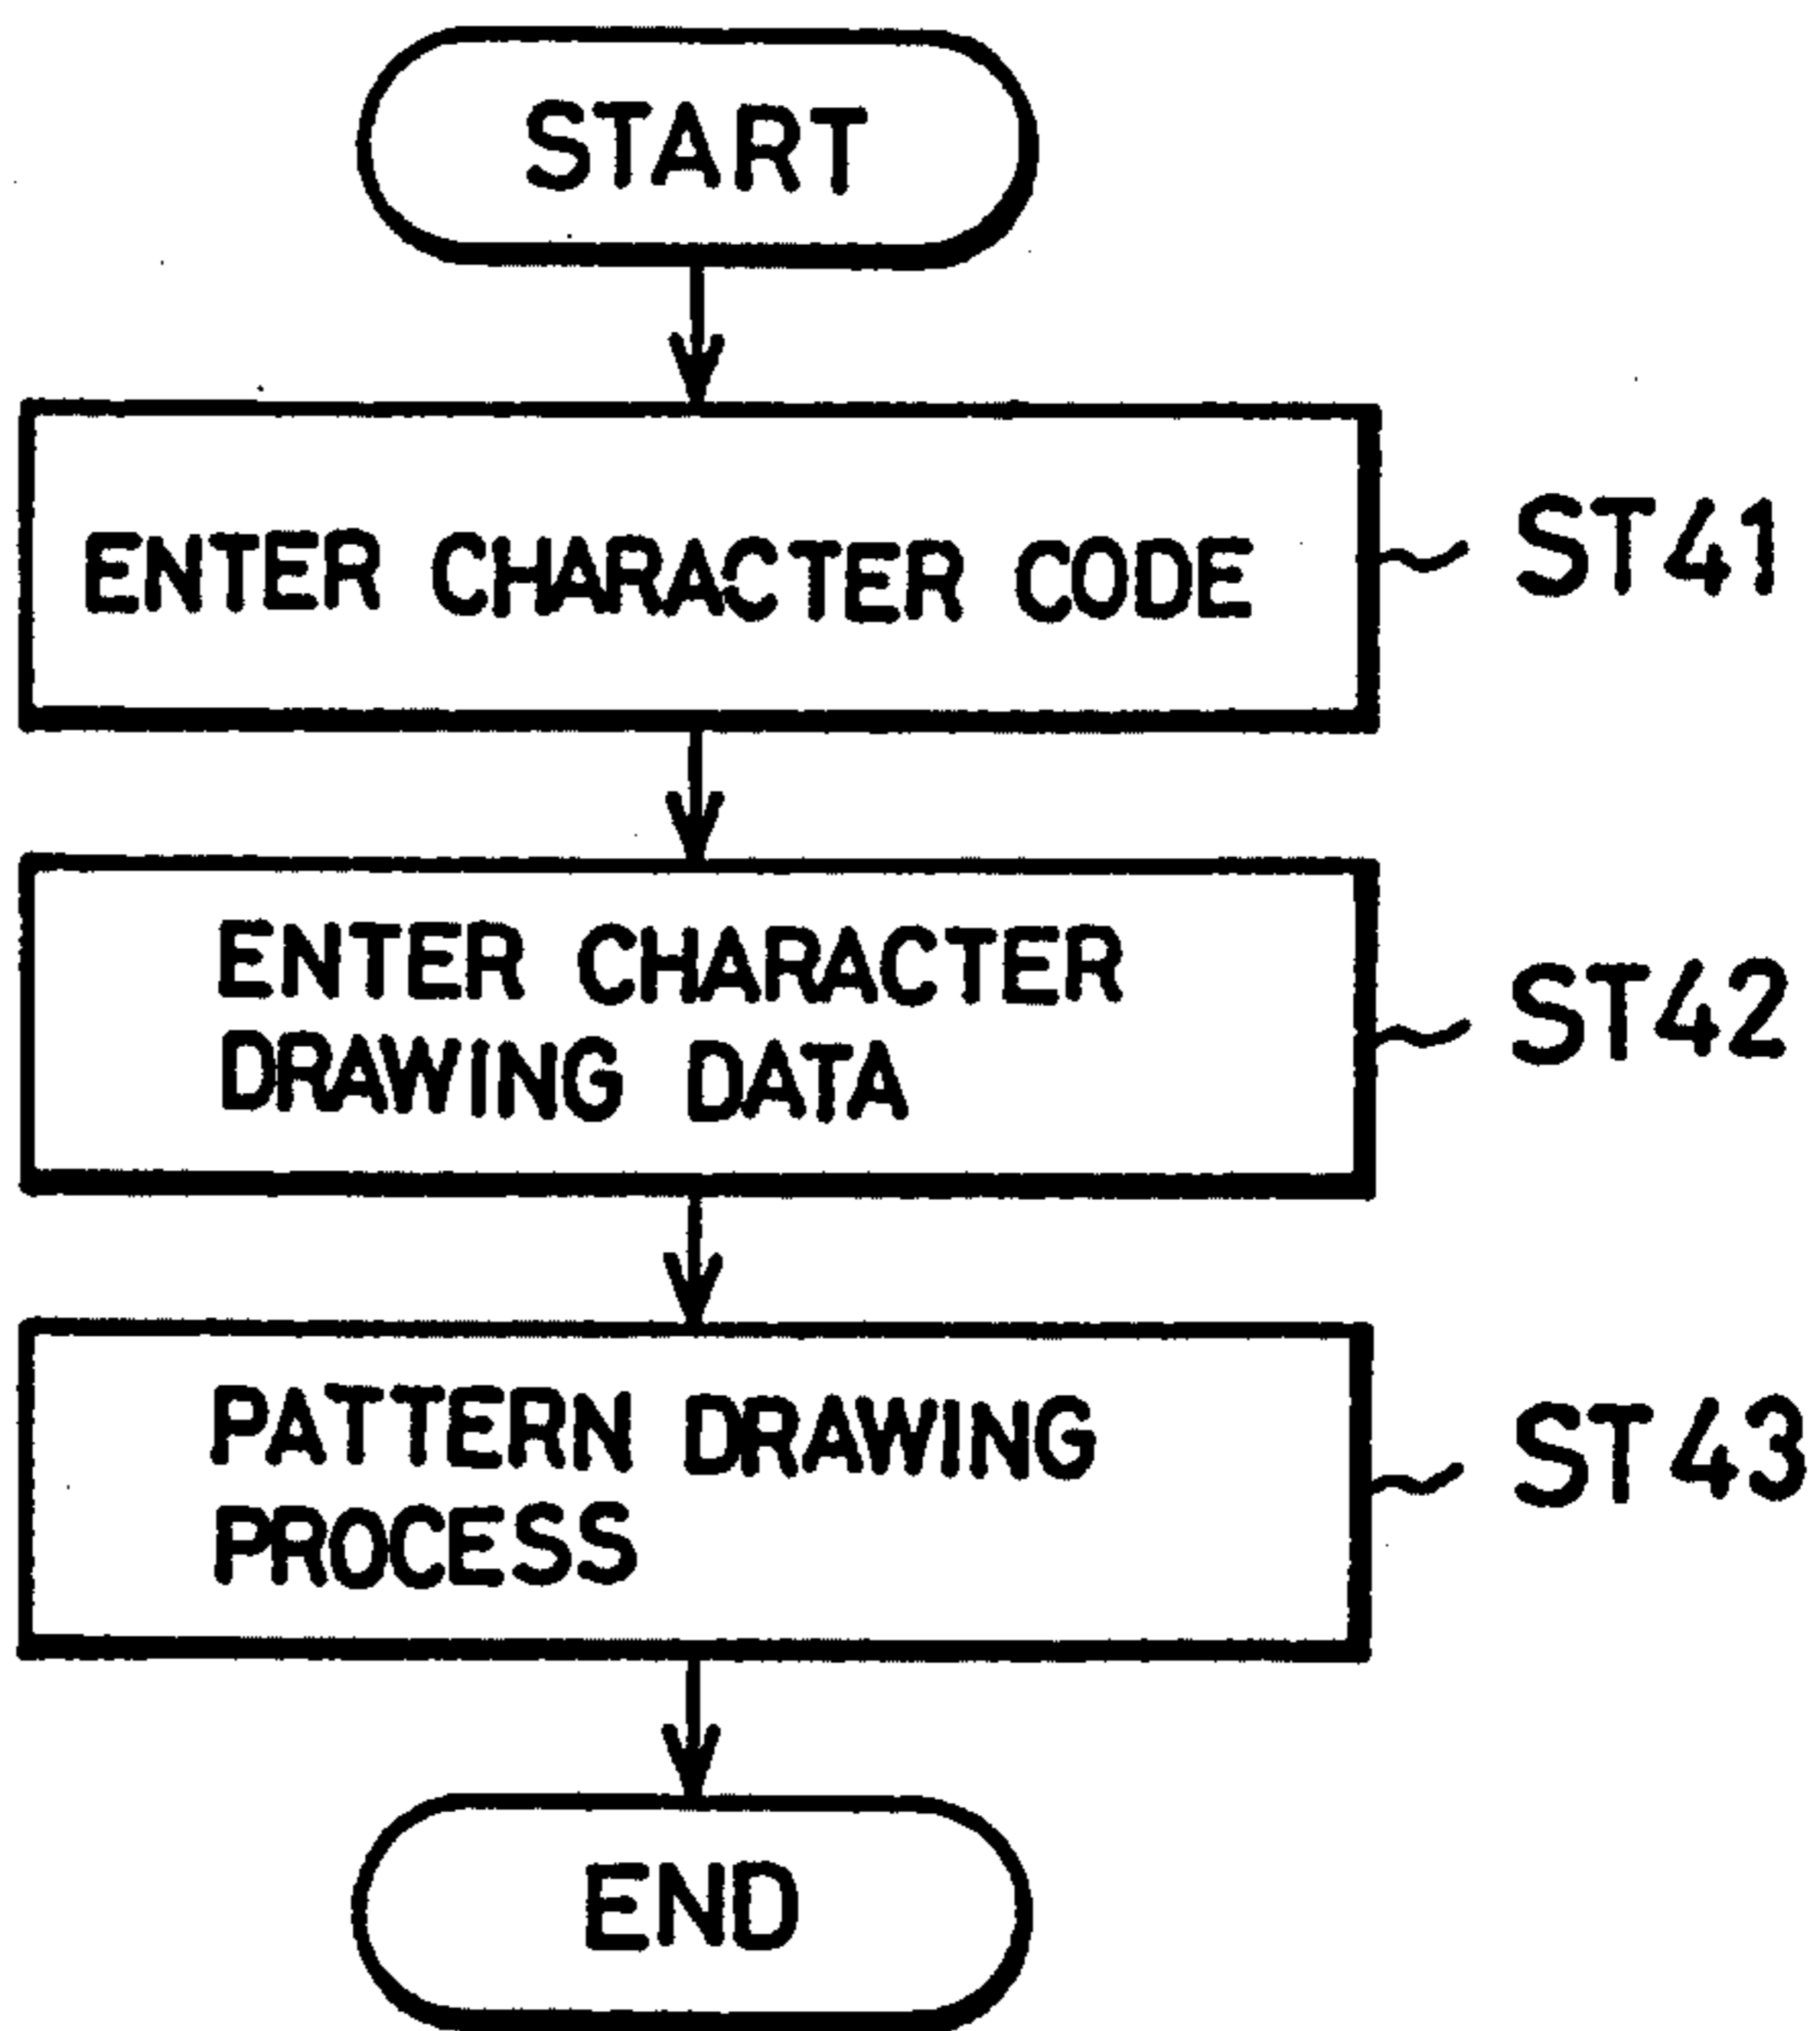 START
ENTER CHARACTER CODE
ST41
ENTER CHARACTER
DRAWING DATA
ST42
PATTERN DRAWING
PROCESS
ST43
END